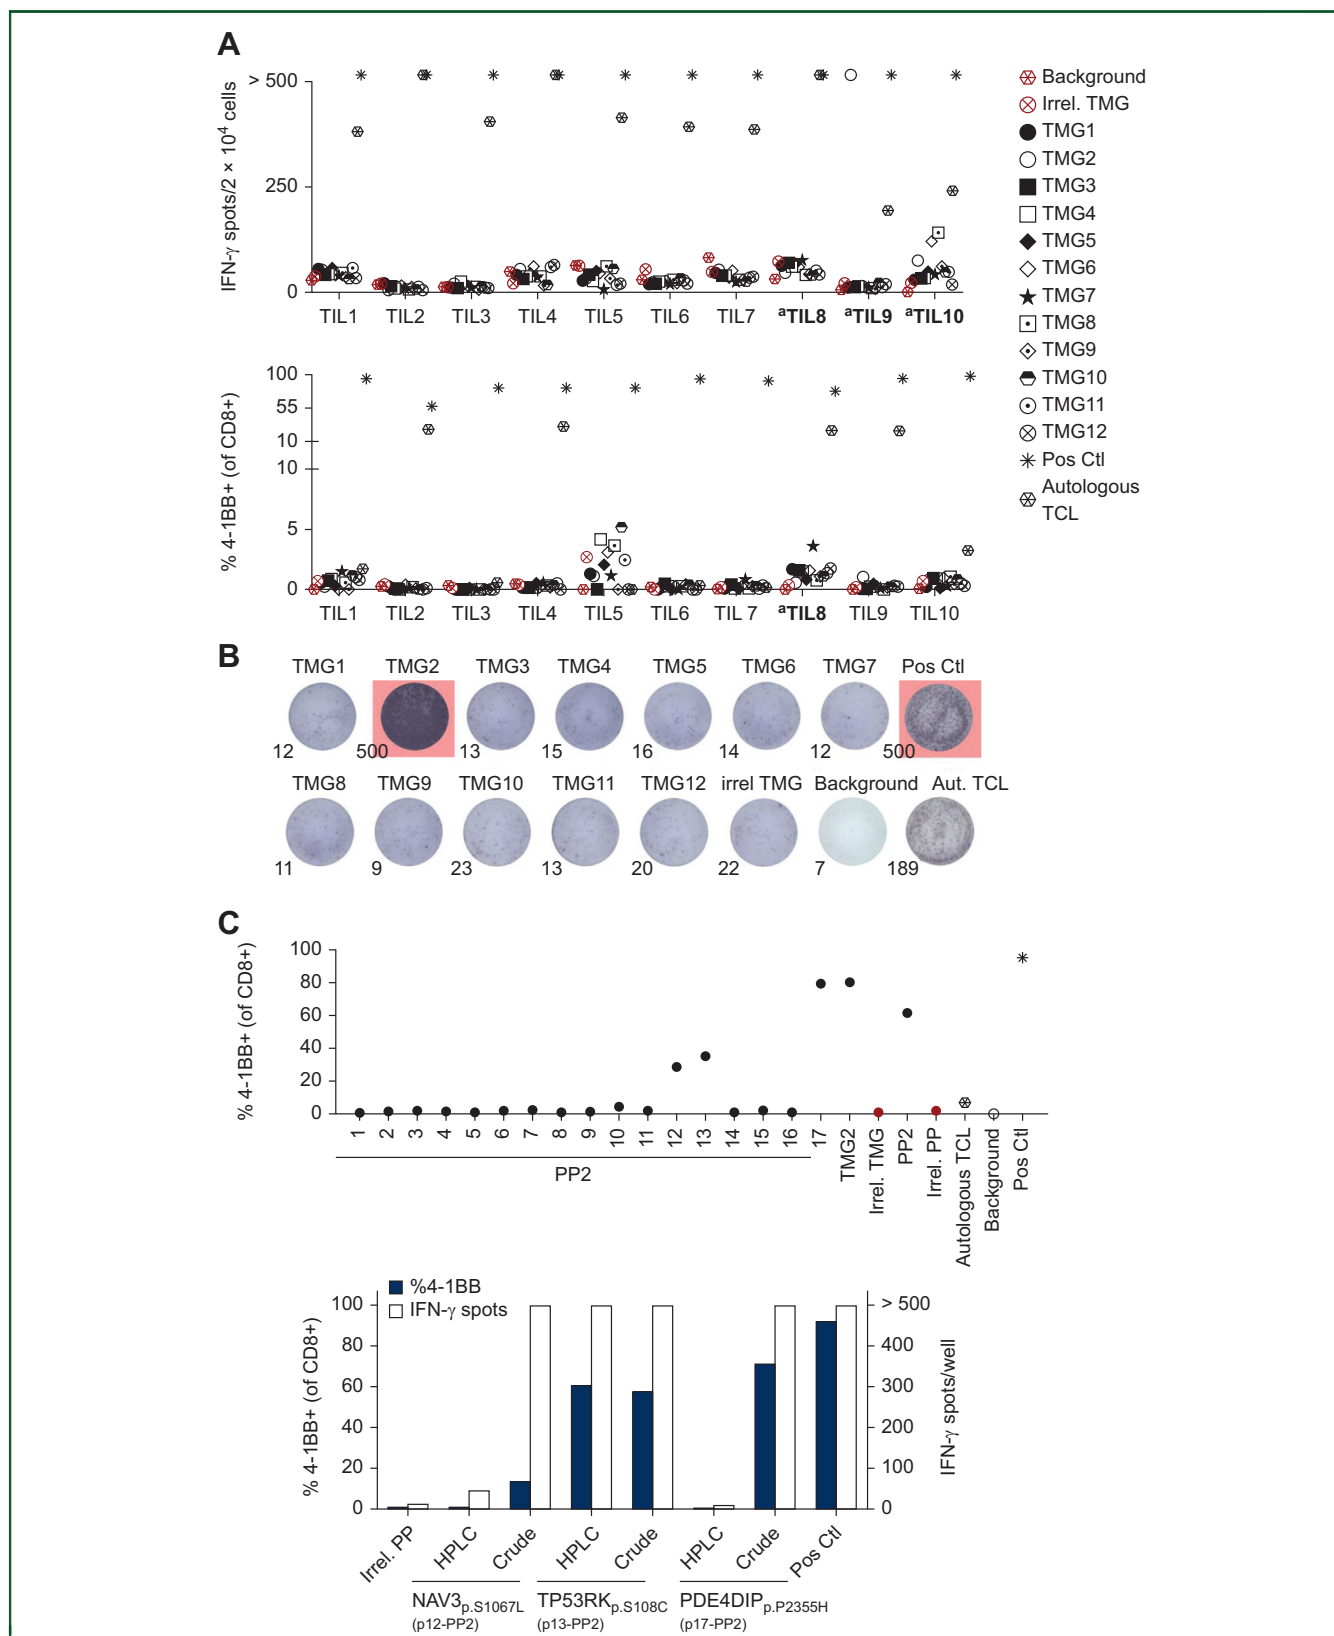 A
> 500
250
0
IFN-γ spots/2 × 10⁴ cells
TIL1 TIL2 TIL3 TIL4 TIL5 TIL6 TIL7 ᵃTIL8 ᵃTIL9 ᵃTIL10
Background
Irrel. TMG
TMG1
TMG2
TMG3
TMG4
TMG5
TMG6
TMG7
TMG8
TMG9
TMG10
TMG11
TMG12
Pos Ctl
Autologous
TCL
100
55
10
10
5
0
% 4-1BB+ (of CD8+)
TIL1 TIL2 TIL3 TIL4 TIL5 TIL6 TIL 7 ᵃTIL8 TIL9 TIL10
B
TMG1 TMG2 TMG3 TMG4 TMG5 TMG6 TMG7 Pos Ctl
12 500 13 15 16 14 12 500
TMG8 TMG9 TMG10 TMG11 TMG12 irrel TMG Background Aut. TCL
11 9 23 13 20 22 7 189
C
100
80
60
40
20
0
% 4-1BB+ (of CD8+)
1 2 3 4 5 6 7 8 9 10 11 12 13 14 15 16 17 TMG2 Irrel. TMG PP2 Irrel. PP Autologous TCL Background Pos Ctl
PP2
%4-1BB
IFN-γ spots
100
80
60
40
20
0
% 4-1BB+ (of CD8+)
> 500
400
300
200
100
0
IFN-γ spots/well
Irrel. PP HPLC Crude HPLC Crude HPLC Crude Pos Ctl
NAV3p.S1067L TP53RKp.S108C PDE4DIPp.P2355H
(p12-PP2) (p13-PP2) (p17-PP2)